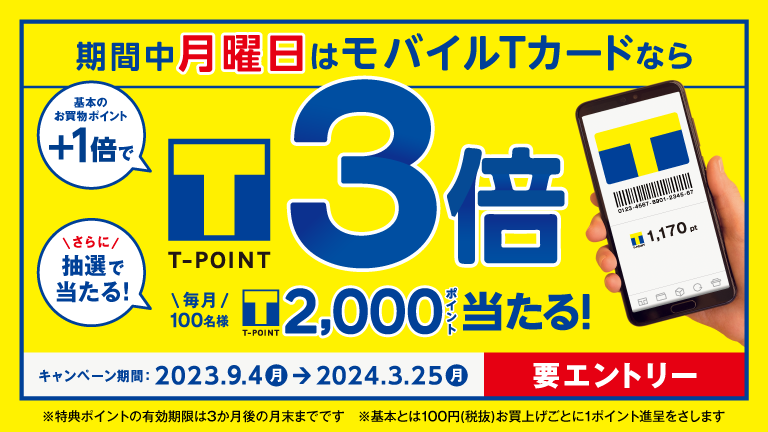 期間中月曜日はモバイルTカードなら
基本の
お買物ポイント
+1倍で
T
T-POINT
3倍
T
0123-4567-8901-2345-67
T 1,170 pt
\さらに/
抽選で
当たる!
\毎月/
100名様
T
T-POINT
2,000ポイント当たる!
キャンペーン期間:2023.9.4(月)→2024.3.25(月)
要エントリー
※特典ポイントの有効期限は3か月後の月末までです ※基本とは100円(税抜)お買上げごとに1ポイント進呈をさします